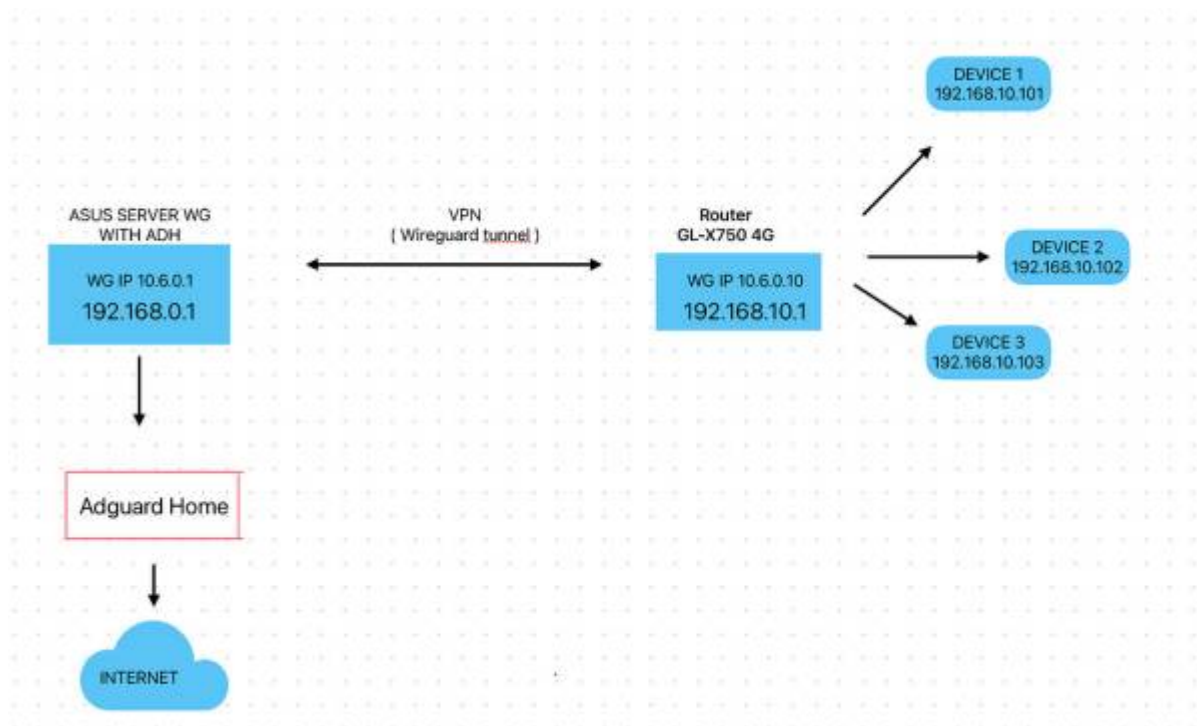 DEVICE 1
192.168.10.101
ASUS SERVER WG
WITH ADH
WG IP 10.6.0.1
192.168.0.1
VPN
( Wireguard tunnel )
Router
GL-X750 4G
WG IP 10.6.0.10
192.168.10.1
DEVICE 2
192.168.10.102
DEVICE 3
192.168.10.103
Adguard Home
INTERNET